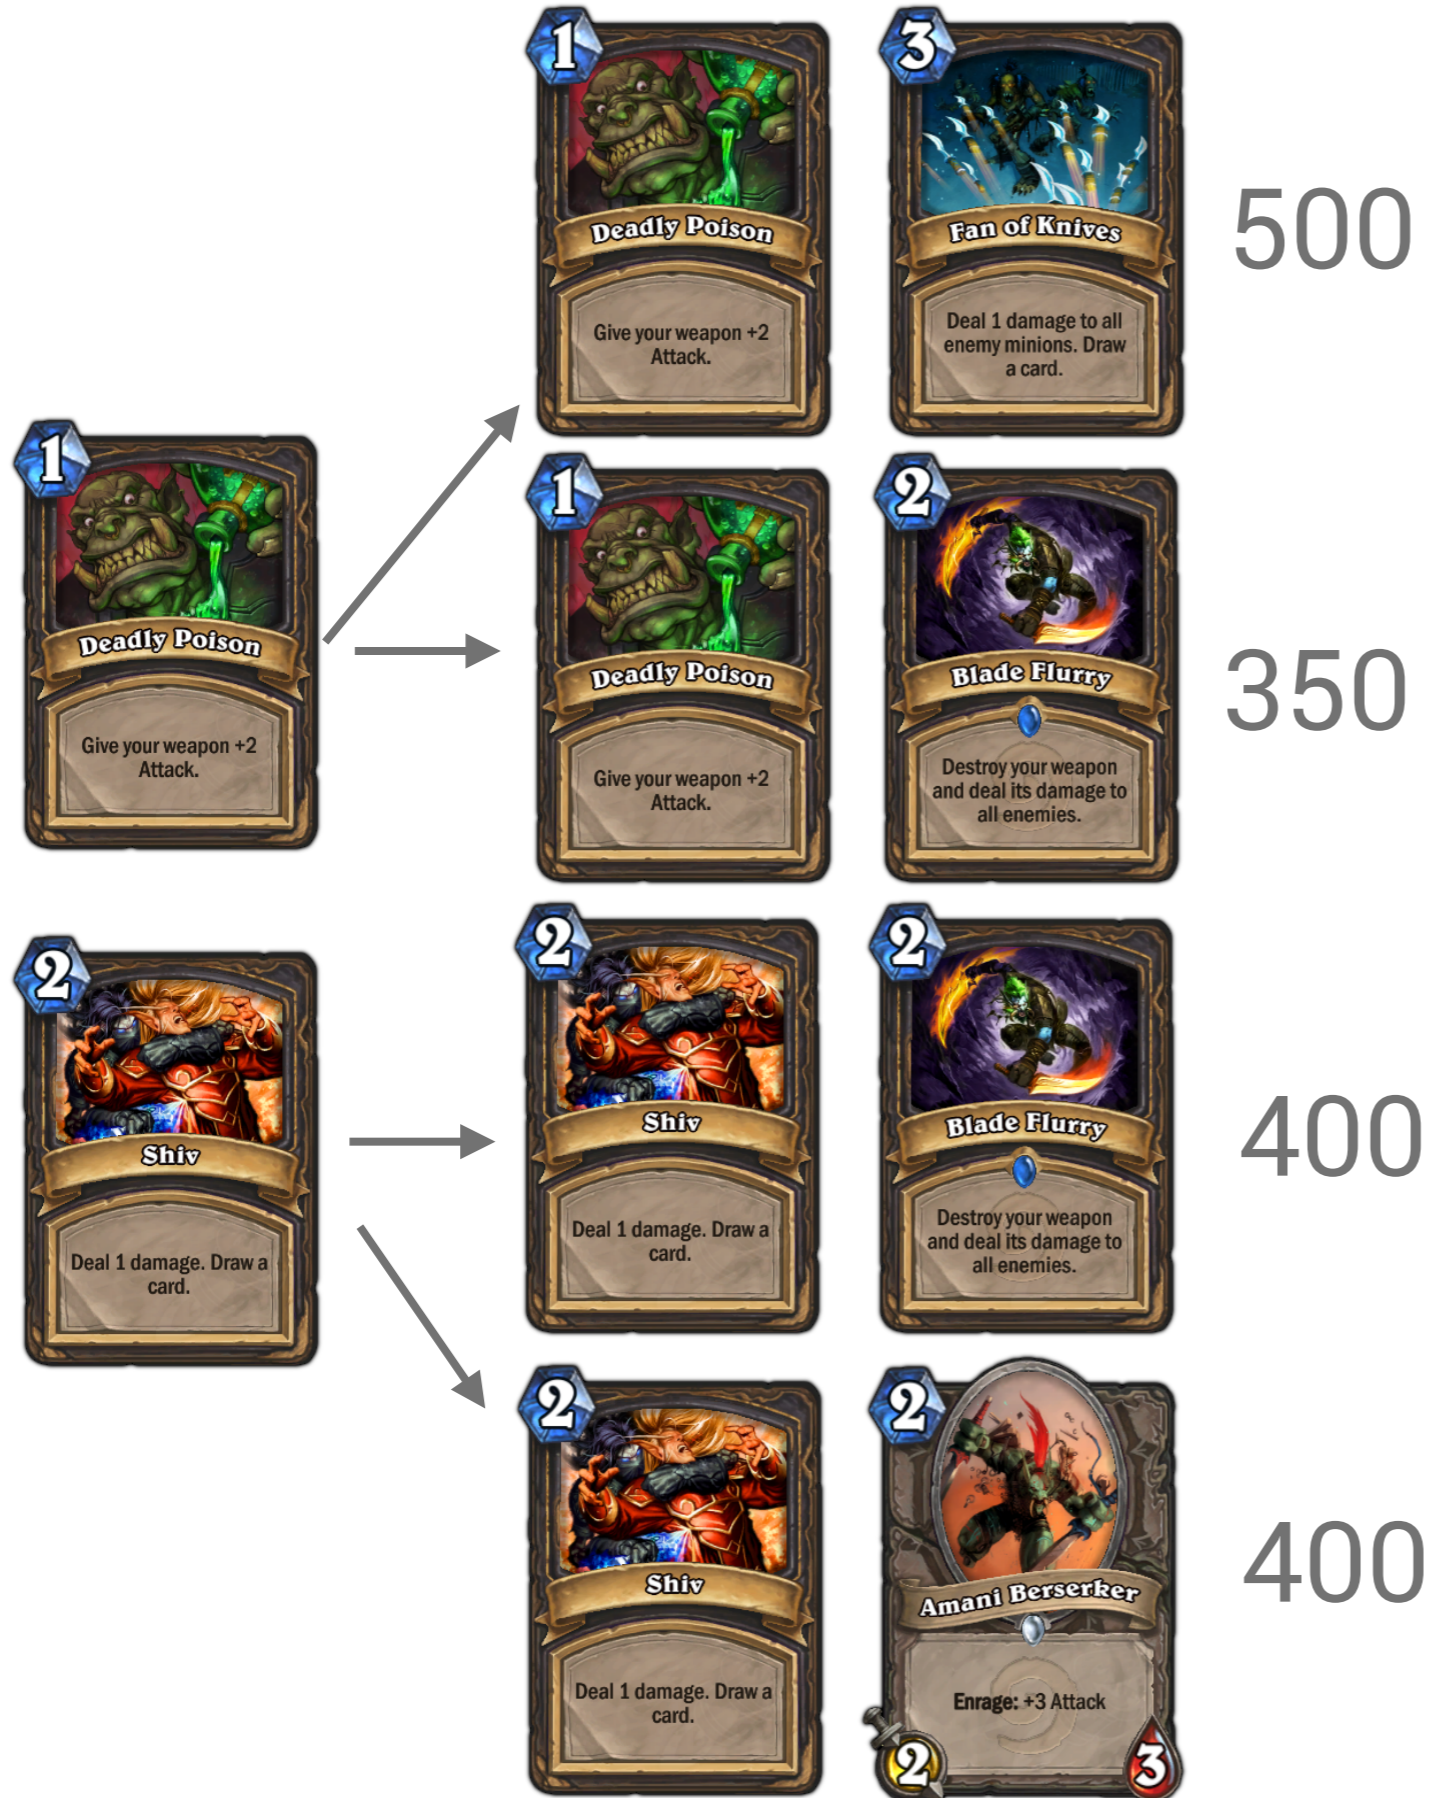 1
Deadly Poison
Give your weapon +2
Attack.
3
Fan of Knives
Deal 1 damage to all
enemy minions. Draw
a card.
500
1
Deadly Poison
Give your weapon +2
Attack.
1
Deadly Poison
Give your weapon +2
Attack.
2
Blade Flurry
Destroy your weapon
and deal its damage to
all enemies.
350
2
Shiv
Deal 1 damage. Draw a
card.
2
Shiv
Deal 1 damage. Draw a
card.
2
Blade Flurry
Destroy your weapon
and deal its damage to
all enemies.
400
2
Shiv
Deal 1 damage. Draw a
card.
2
Amani Berserker
Enrage: +3 Attack
2
3
400